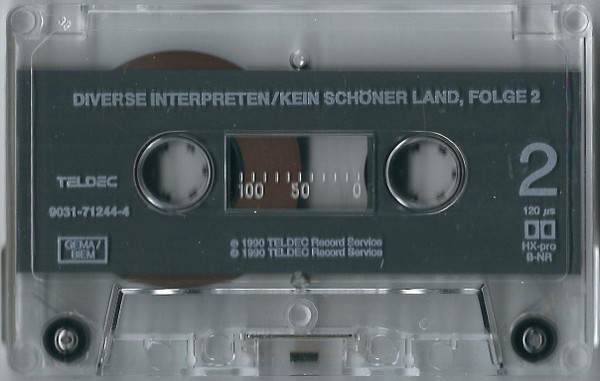 DIVERSE INTERPRETEN/KEIN SCHÖNER LAND, FOLGE 2
TELDEC
9031-71244-4
GEMA/
BIEM
100 50 0
℗ 1990 TELDEC Record Service
© 1990 TELDEC Record Service
2
120 µs
HX-pro
B-NR